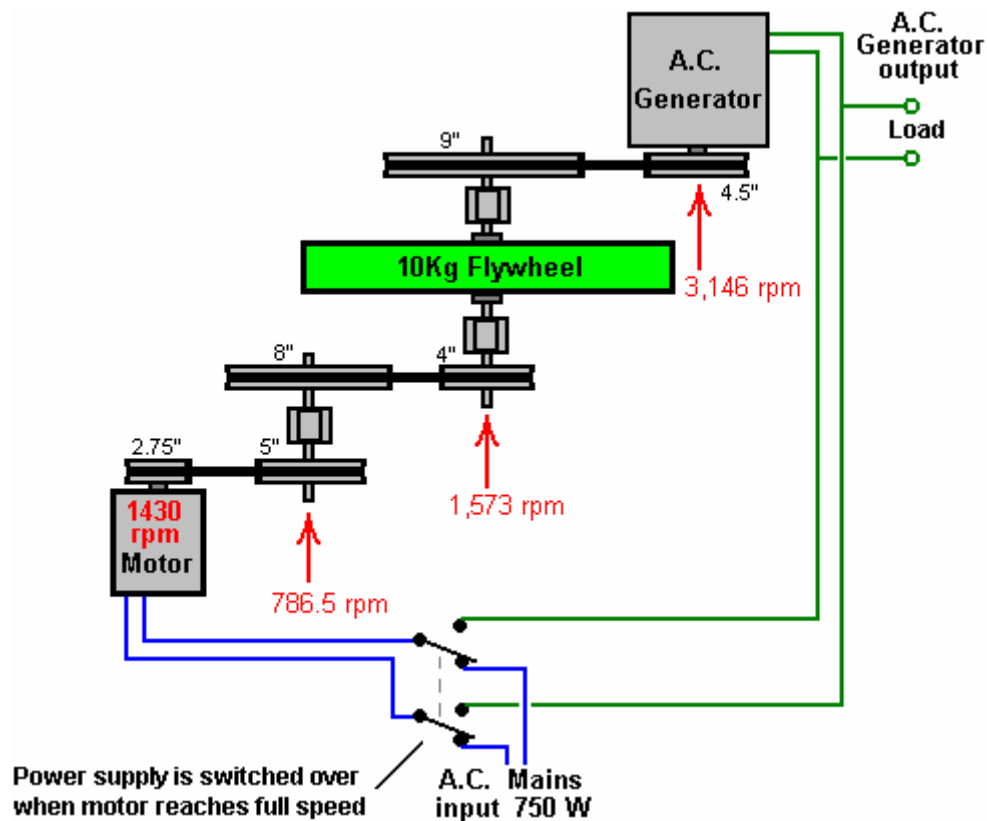 A.C.
Generator
output
Load
A.C.
Generator
9"
4.5"
10Kg Flywheel
3,146 rpm
8"
4"
2.75"
5"
1,573 rpm
1430
rpm
Motor
786.5 rpm
Power supply is switched over
when motor reaches full speed
A.C. Mains
input 750 W